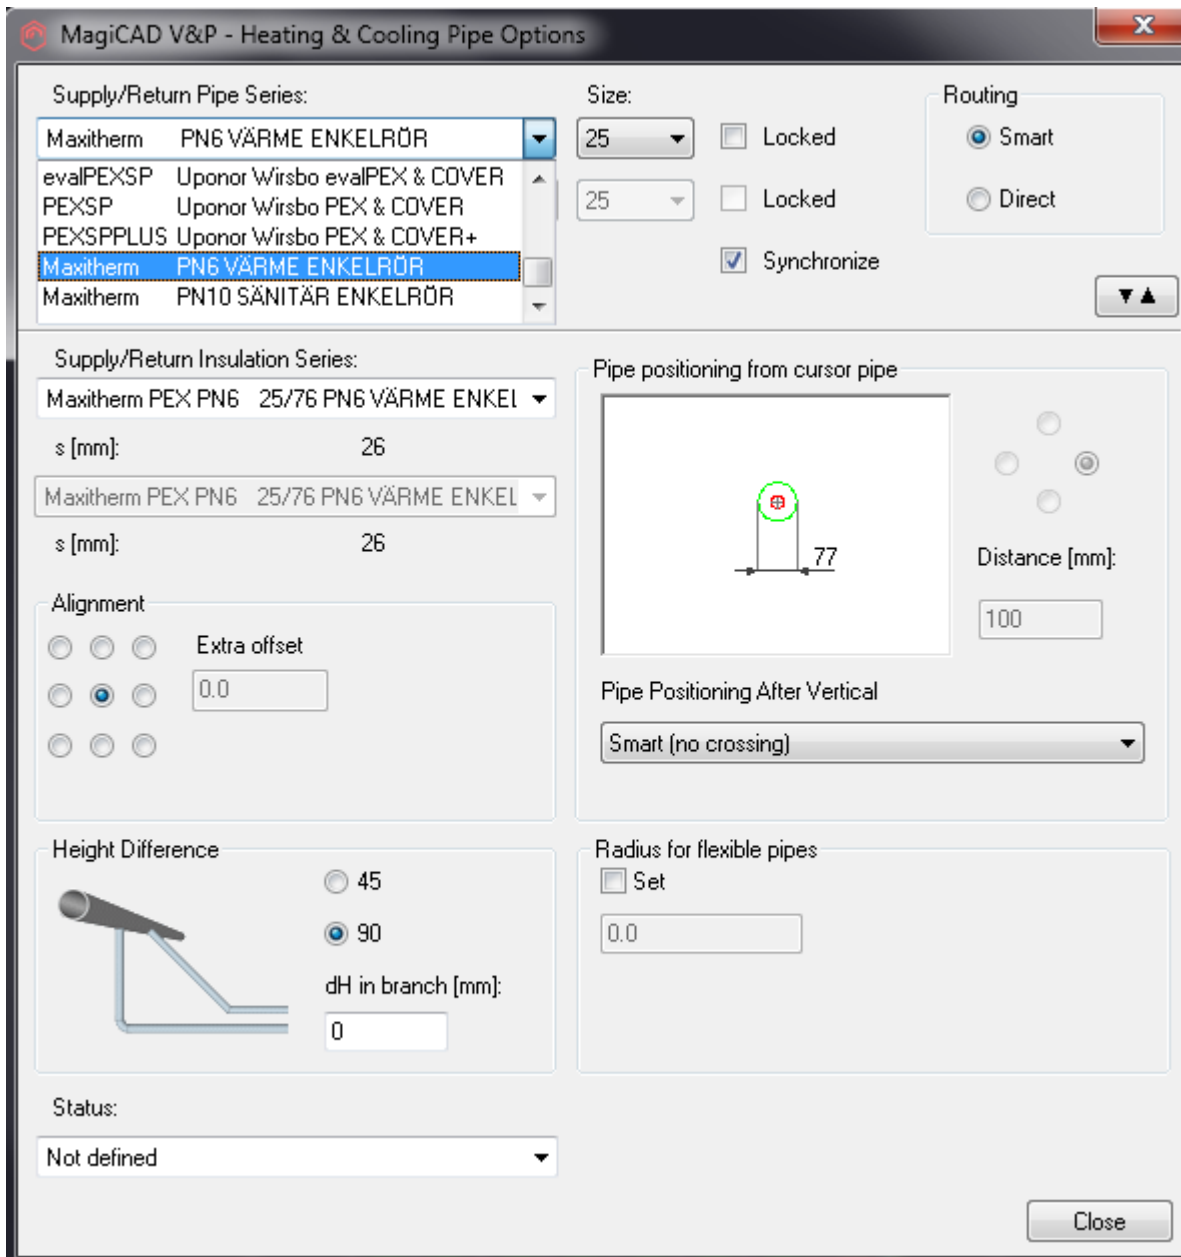 MagiCAD V&P - Heating & Cooling Pipe Options
Supply/Return Pipe Series:
Size:
Routing
Maxitherm PN6 VÄRME ENKELRÖR
25
Locked
Smart
evalPEXSP Uponor Wirsbo evalPEX & COVER
PEXSP Uponor Wirsbo PEX & COVER
PEXSPPLUS Uponor Wirsbo PEX & COVER+
Maxitherm PN6 VÄRME ENKELRÖR
Maxitherm PN10 SÄNITÄR ENKELRÖR
25
Locked
Direct
Synchronize
Supply/Return Insulation Series:
Maxitherm PEX PN6 25/76 PN6 VÄRME ENKEL
s [mm]: 26
Maxitherm PEX PN6 25/76 PN6 VÄRME ENKEL
s [mm]: 26
Pipe positioning from cursor pipe
77
Distance [mm]:
100
Alignment
Extra offset
0.0
Pipe Positioning After Vertical
Smart (no crossing)
Height Difference
45
90
dH in branch [mm]:
0
Radius for flexible pipes
Set
0.0
Status:
Not defined
Close